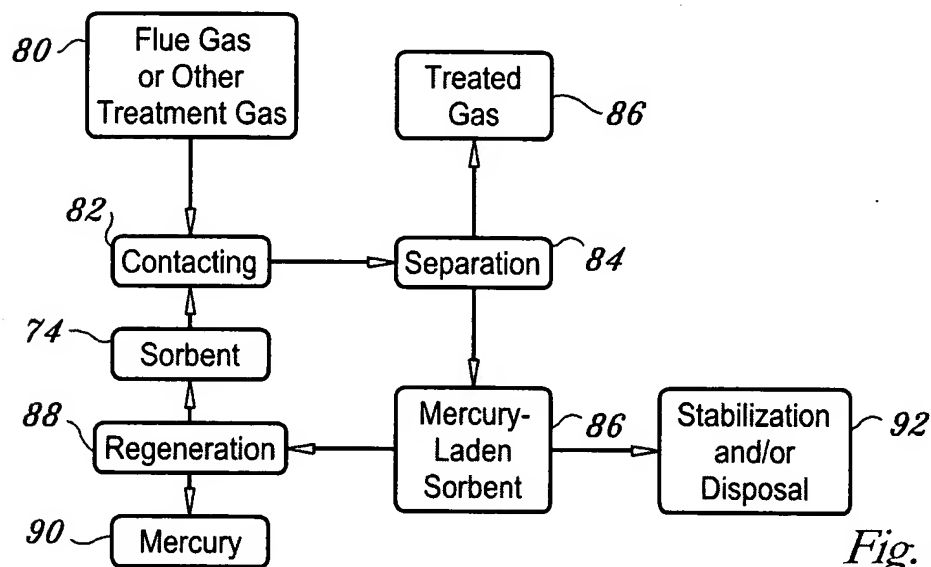 80
Flue Gas
or Other
Treatment Gas
Treated
Gas
86
82
Contacting
Separation
84
74
Sorbent
88
Regeneration
Mercury-
Laden
Sorbent
86
Stabilization
and/or
Disposal
92
90
Mercury
Fig.